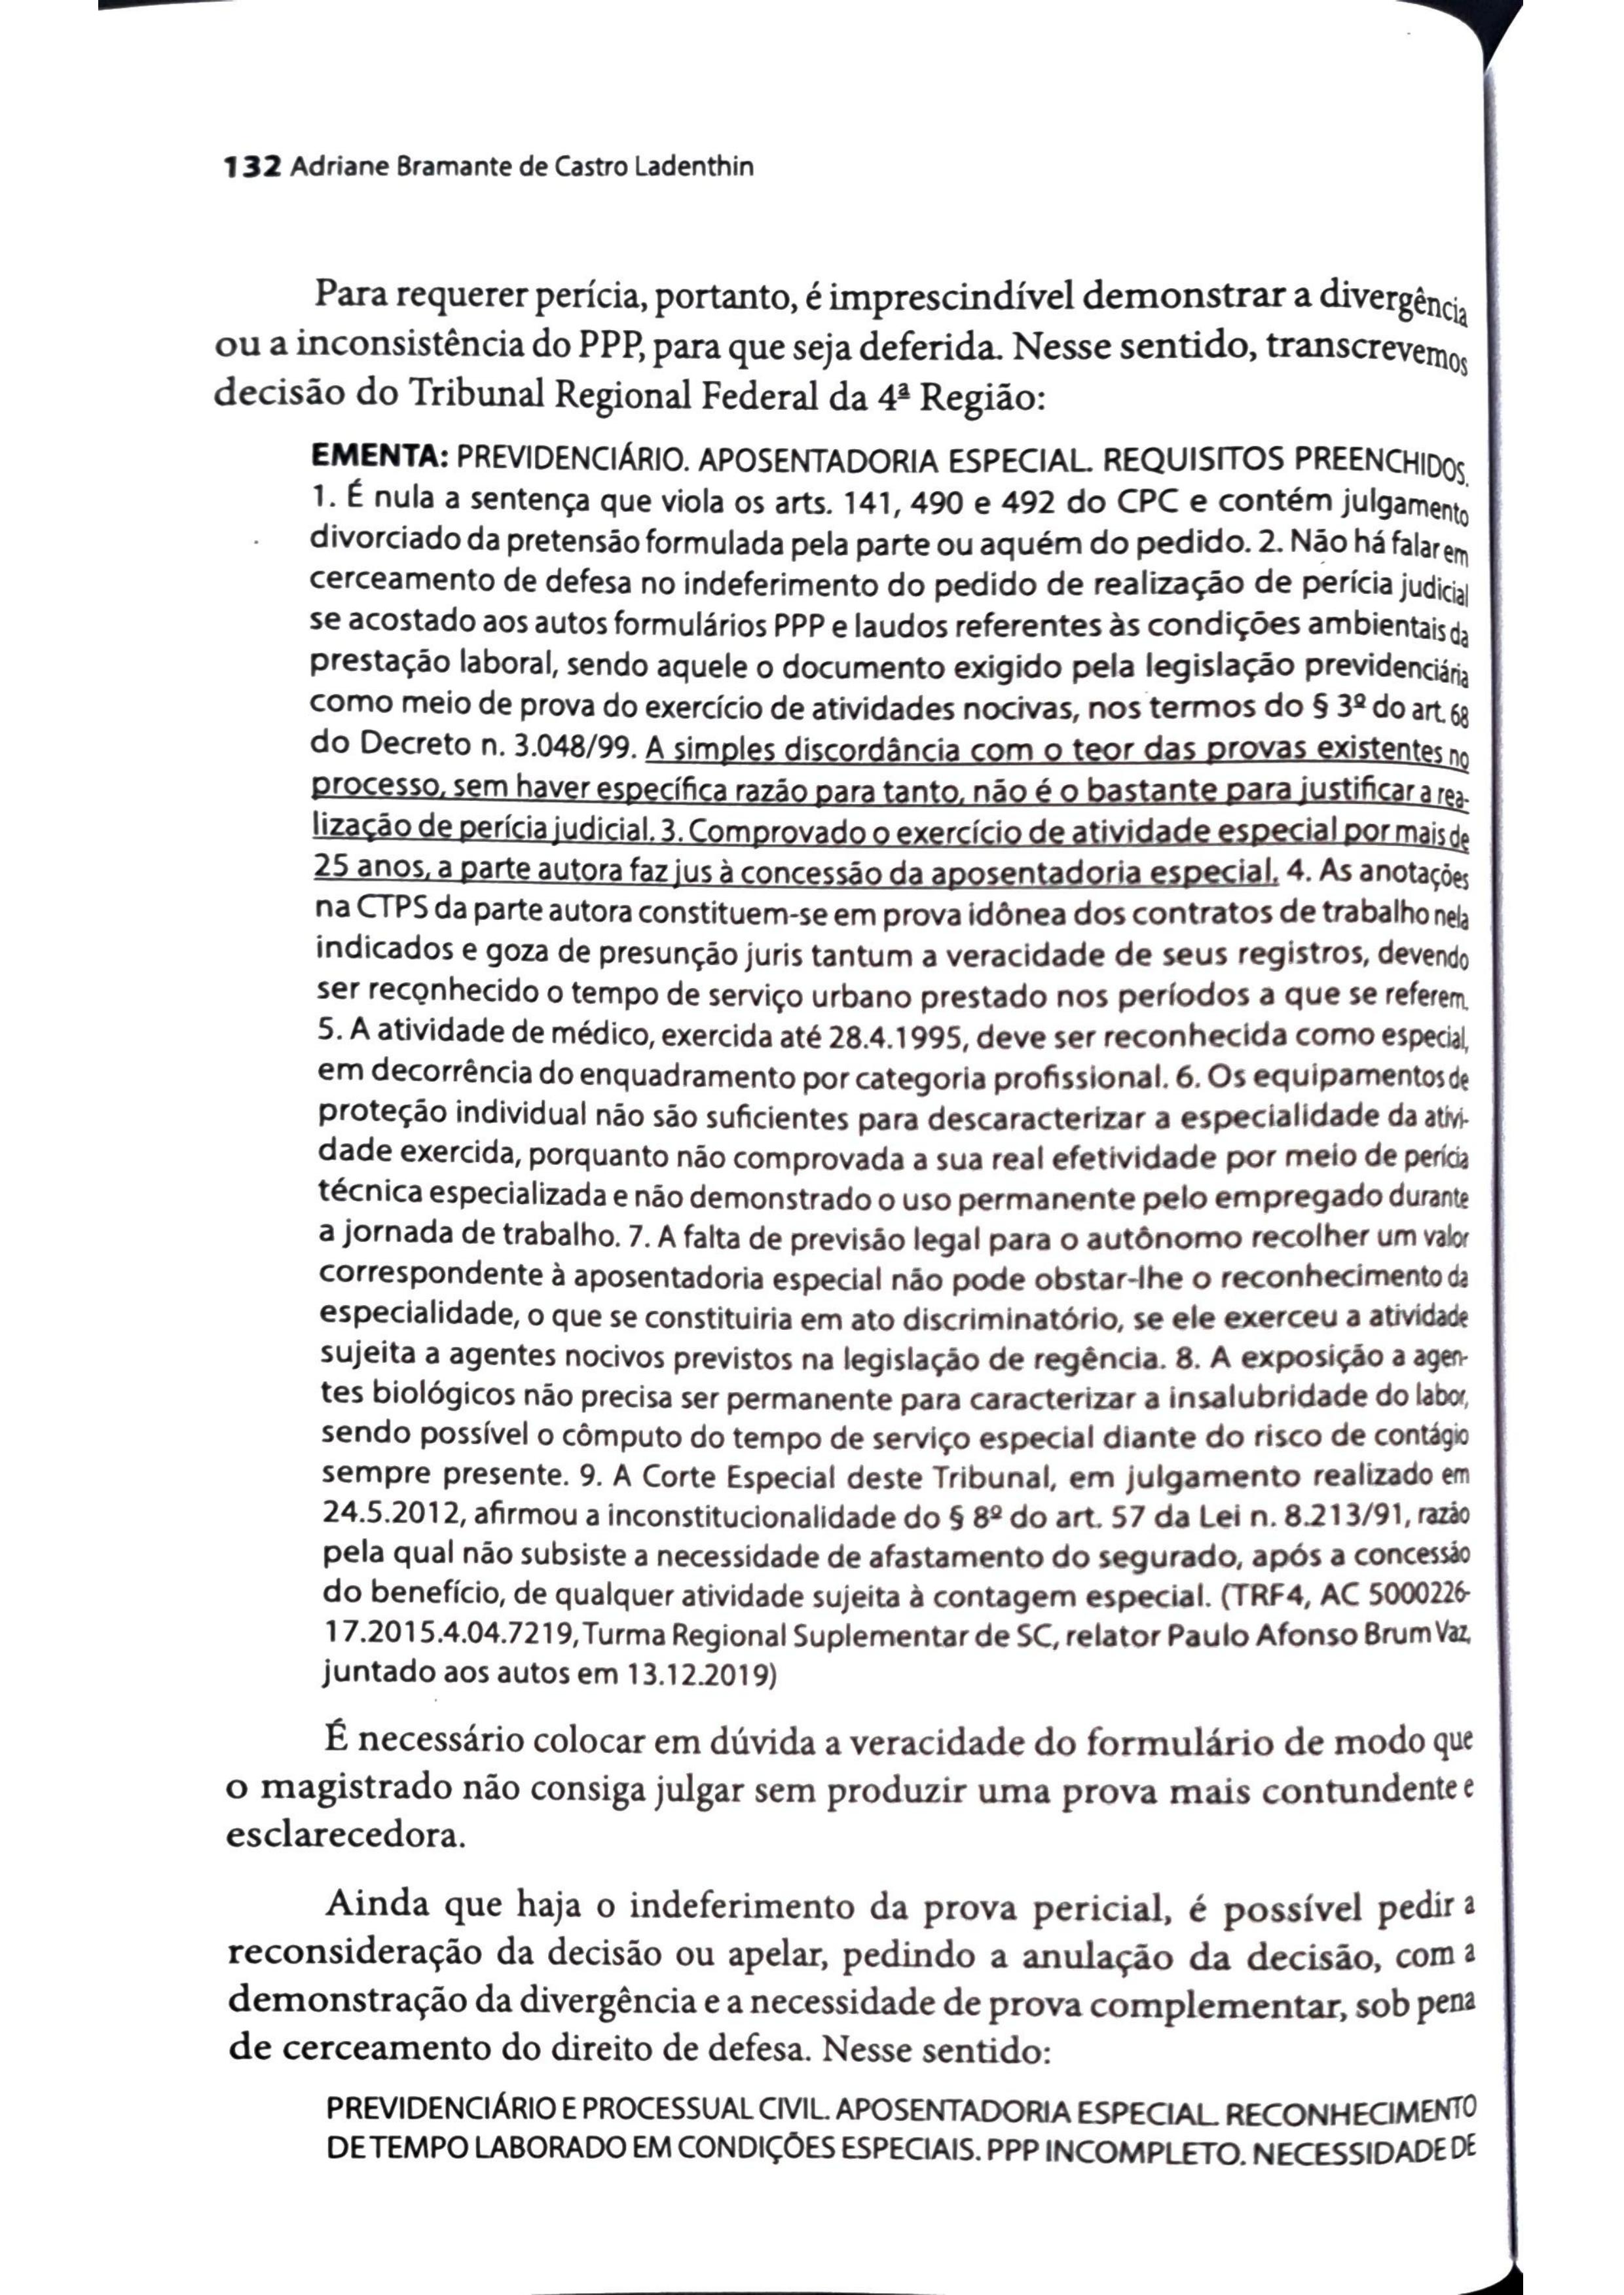 132 Adriane Bramante de Castro Ladenthin
Para requerer perícia, portanto, é imprescindível demonstrar a divergência
ou a inconsistência do PPP, para que seja deferida. Nesse sentido, transcrevemos
decisão do Tribunal Regional Federal da 4ª Região:
EMENTA: PREVIDENCIÁRIO. APOSENTADORIA ESPECIAL. REQUISITOS PREENCHIDOS.
1. É nula a sentença que viola os arts. 141, 490 e 492 do CPC e contém julgamento
divorciado da pretensão formulada pela parte ou aquém do pedido. 2. Não há falar em
cerceamento de defesa no indeferimento do pedido de realização de perícia judicial
se acostado aos autos formulários PPP e laudos referentes às condições ambientais da
prestação laboral, sendo aquele o documento exigido pela legislação previdenciária
como meio de prova do exercício de atividades nocivas, nos termos do § 3º do art. 68
do Decreto n. 3.048/99. A simples discordância com o teor das provas existentes no
processo, sem haver específica razão para tanto, não é o bastante para justificar a rea-
lização de perícia judicial. 3. Comprovado o exercício de atividade especial por mais de
25 anos, a parte autora faz jus à concessão da aposentadoria especial. 4. As anotações
na CTPS da parte autora constituem-se em prova idônea dos contratos de trabalho nela
indicados e goza de presunção juris tantum a veracidade de seus registros, devendo
ser reconhecido o tempo de serviço urbano prestado nos períodos a que se referem.
5. A atividade de médico, exercida até 28.4.1995, deve ser reconhecida como especial,
em decorrência do enquadramento por categoria profissional. 6. Os equipamentos de
proteção individual não são suficientes para descaracterizar a especialidade da ativi-
dade exercida, porquanto não comprovada a sua real efetividade por meio de perícia
técnica especializada e não demonstrado o uso permanente pelo empregado durante
a jornada de trabalho. 7. A falta de previsão legal para o autônomo recolher um valor
correspondente à aposentadoria especial não pode obstar-lhe o reconhecimento da
especialidade, o que se constituiria em ato discriminatório, se ele exerceu a atividade
sujeita a agentes nocivos previstos na legislação de regência. 8. A exposição a agen-
tes biológicos não precisa ser permanente para caracterizar a insalubridade do labor,
sendo possível o cômputo do tempo de serviço especial diante do risco de contágio
sempre presente. 9. A Corte Especial deste Tribunal, em julgamento realizado em
24.5.2012, afirmou a inconstitucionalidade do § 8º do art. 57 da Lei n. 8.213/91, razão
pela qual não subsiste a necessidade de afastamento do segurado, após a concessão
do benefício, de qualquer atividade sujeita à contagem especial. (TRF4, AC 5000226-
17.2015.4.04.7219, Turma Regional Suplementar de SC, relator Paulo Afonso Brum Vaz,
juntado aos autos em 13.12.2019)
É necessário colocar em dúvida a veracidade do formulário de modo que
o magistrado não consiga julgar sem produzir uma prova mais contundente e
esclarecedora.
Ainda que haja o indeferimento da prova pericial, é possível pedir a
reconsideração da decisão ou apelar, pedindo a anulação da decisão, com a
demonstração da divergência e a necessidade de prova complementar, sob pena
de cerceamento do direito de defesa. Nesse sentido:
PREVIDENCIÁRIO E PROCESSUAL CIVIL. APOSENTADORIA ESPECIAL. RECONHECIMENTO
DE TEMPO LABORADO EM CONDIÇÕES ESPECIAIS. PPP INCOMPLETO. NECESSIDADE DE